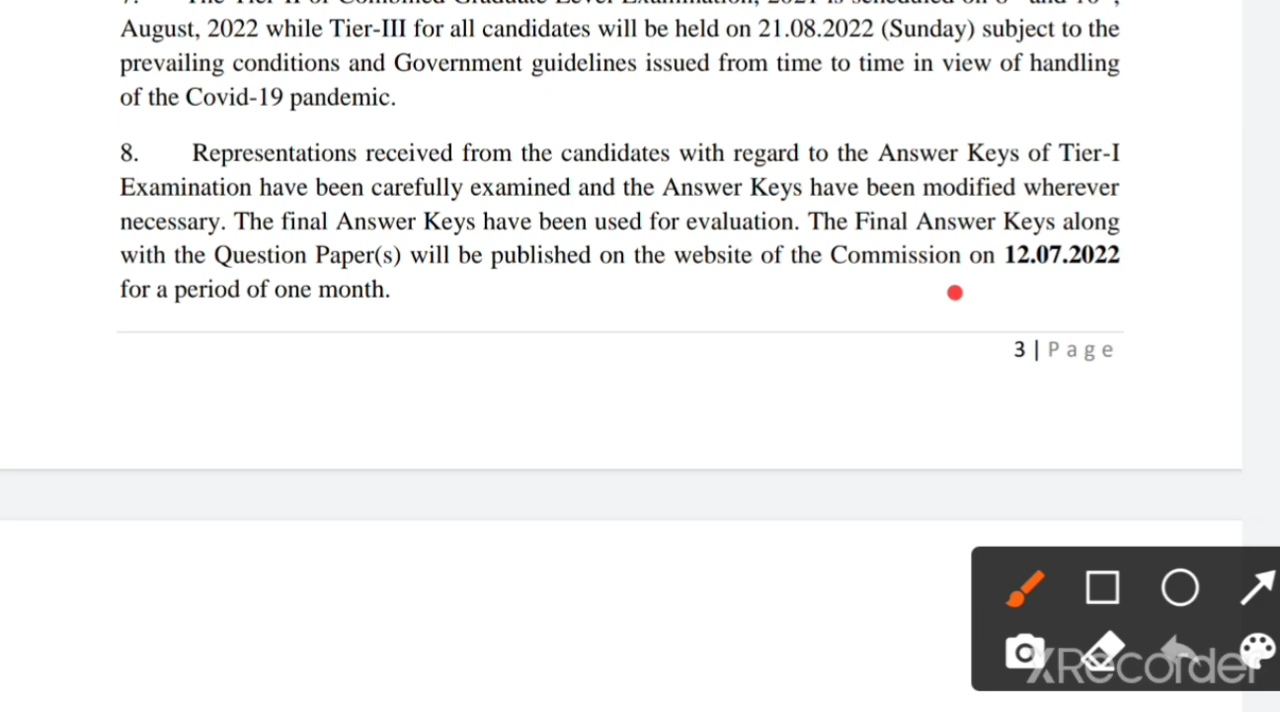 August, 2022 while Tier-III for all candidates will be held on 21.08.2022 (Sunday) subject to the
prevailing conditions and Government guidelines issued from time to time in view of handling
of the Covid-19 pandemic.
8. Representations received from the candidates with regard to the Answer Keys of Tier-I
Examination have been carefully examined and the Answer Keys have been modified wherever
necessary. The final Answer Keys have been used for evaluation. The Final Answer Keys along
with the Question Paper(s) will be published on the website of the Commission on 12.07.2022
for a period of one month.
3 | Page
XRecorder